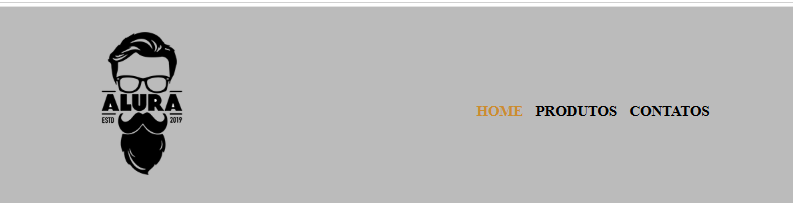 ALURA
ESTD 2019
HOME PRODUTOS CONTATOS